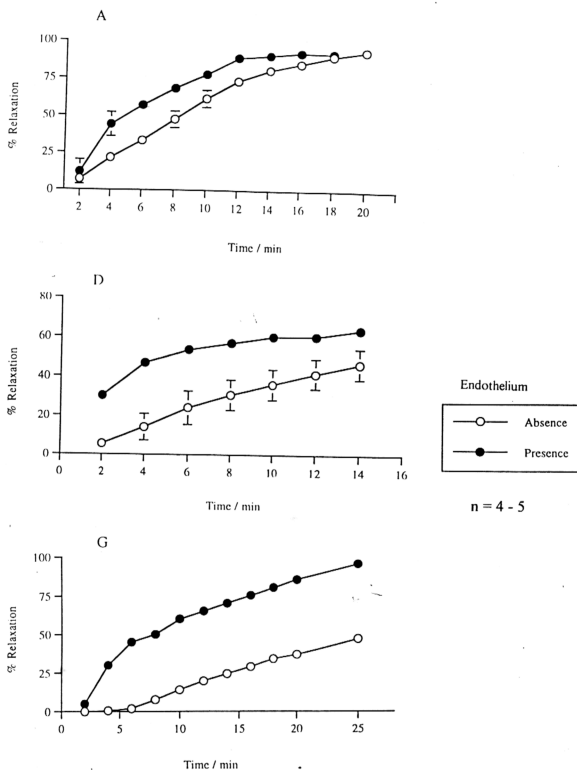 A
100
75
50
25
0
% Relaxation
2 4 6 8 10 12 14 16 18 20
Time / min
D
80
60
40
20
0
% Relaxation
0 2 4 6 8 10 12 14 16
Time / min
Endothelium
Absence
Presence
n = 4 - 5
G
100
75
50
25
0
% Relaxation
0 5 10 15 20 25
Time / min